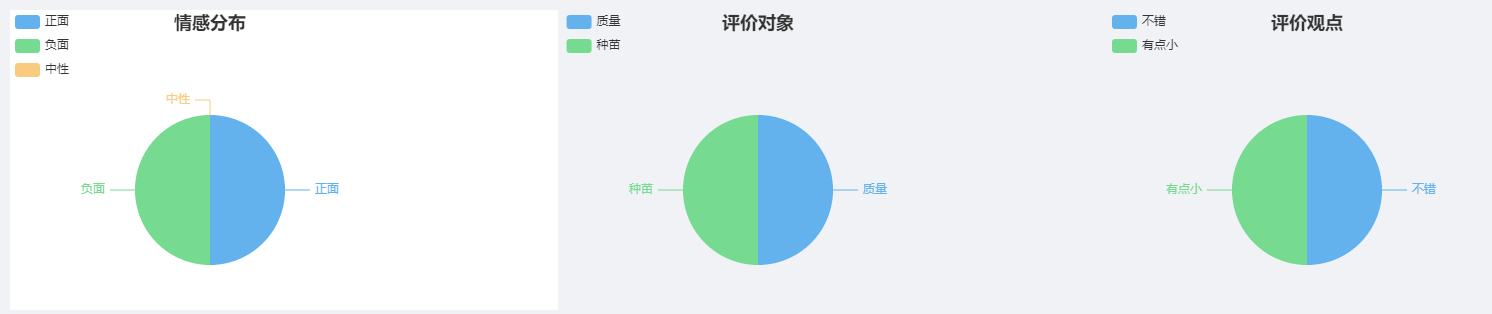 情感分布
正面
负面
中性
中性
负面
正面
评价对象
质量
种苗
种苗
质量
评价观点
不错
有点小
有点小
不错